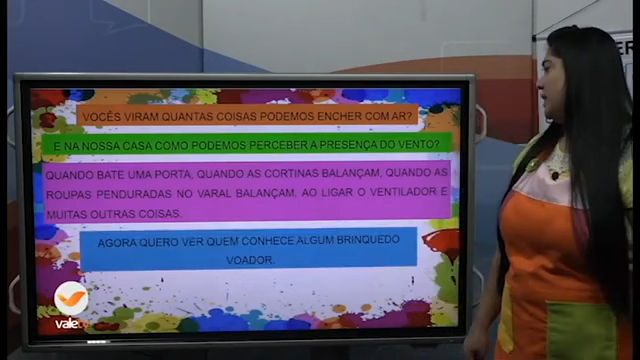 VOCÊS VIRAM QUANTAS COISAS PODEMOS ENCHER COM AR?
E NA NOSSA CASA COMO PODEMOS PERCEBER A PRESENÇA DO VENTO?
QUANDO BATE UMA PORTA, QUANDO AS CORTINAS BALANÇAM, QUANDO AS
ROUPAS PENDURADAS NO VARAL BALANÇAM, AO LIGAR O VENTILADOR E
MUITAS OUTRAS COISAS.
AGORA QUERO VER QUEM CONHECE ALGUM BRINQUEDO
VOADOR.
vale